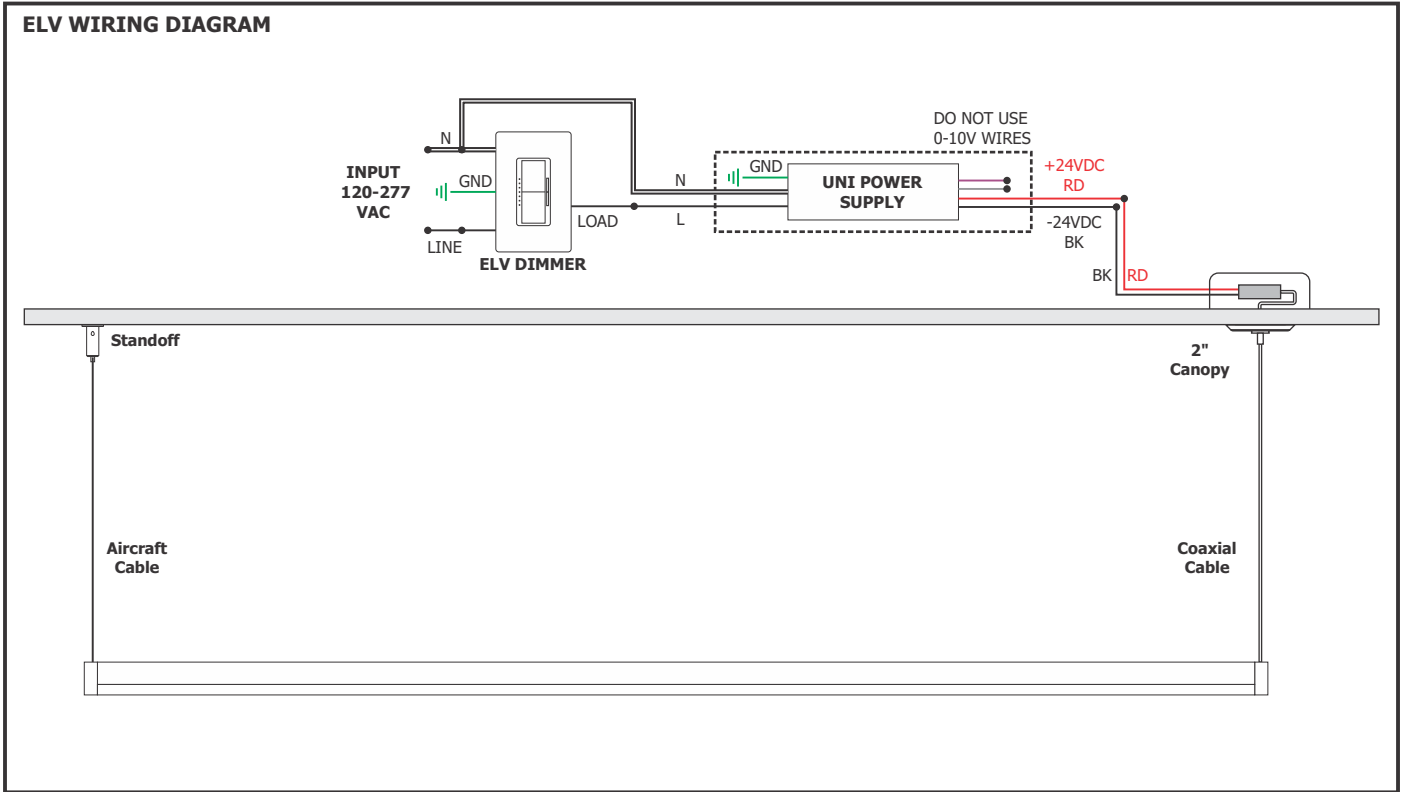 ELV WIRING DIAGRAM
DO NOT USE
0-10V WIRES
N
INPUT
120-277
VAC
GND
LINE
ELV DIMMER
LOAD
N
L
GND
UNI POWER
SUPPLY
+24VDC
RD
-24VDC
BK
BK
RD
Standoff
2"
Canopy
Aircraft
Cable
Coaxial
Cable